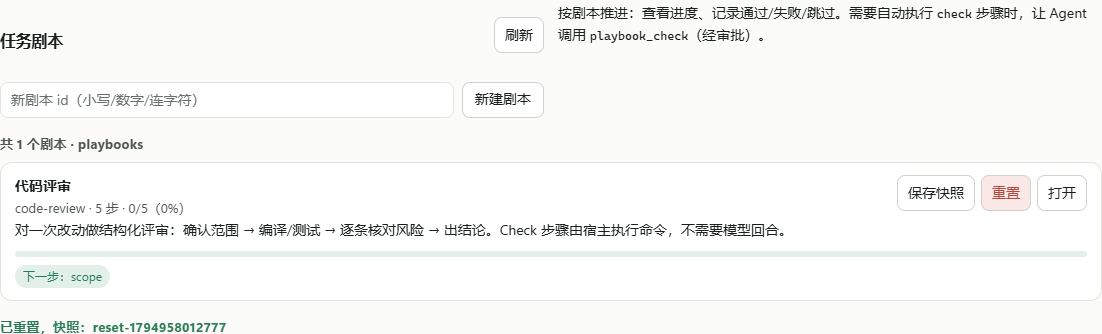 任务剧本
刷新
按剧本推进：查看进度、记录通过/失败/跳过。需要自动执行 check 步骤时，让 Agent
调用 playbook_check（经审批）。
新剧本 id（小写/数字/连字符）
新建剧本
共 1 个剧本 · playbooks
代码评审
code-review · 5 步 · 0/5（0%）
对一次改动做结构化评审：确认范围 → 编译/测试 → 逐条核对风险 → 出结论。Check 步骤由宿主执行命令，不需要模型回合。
保存快照
重置
打开
下一步：scope
已重置，快照：reset-1794958012777